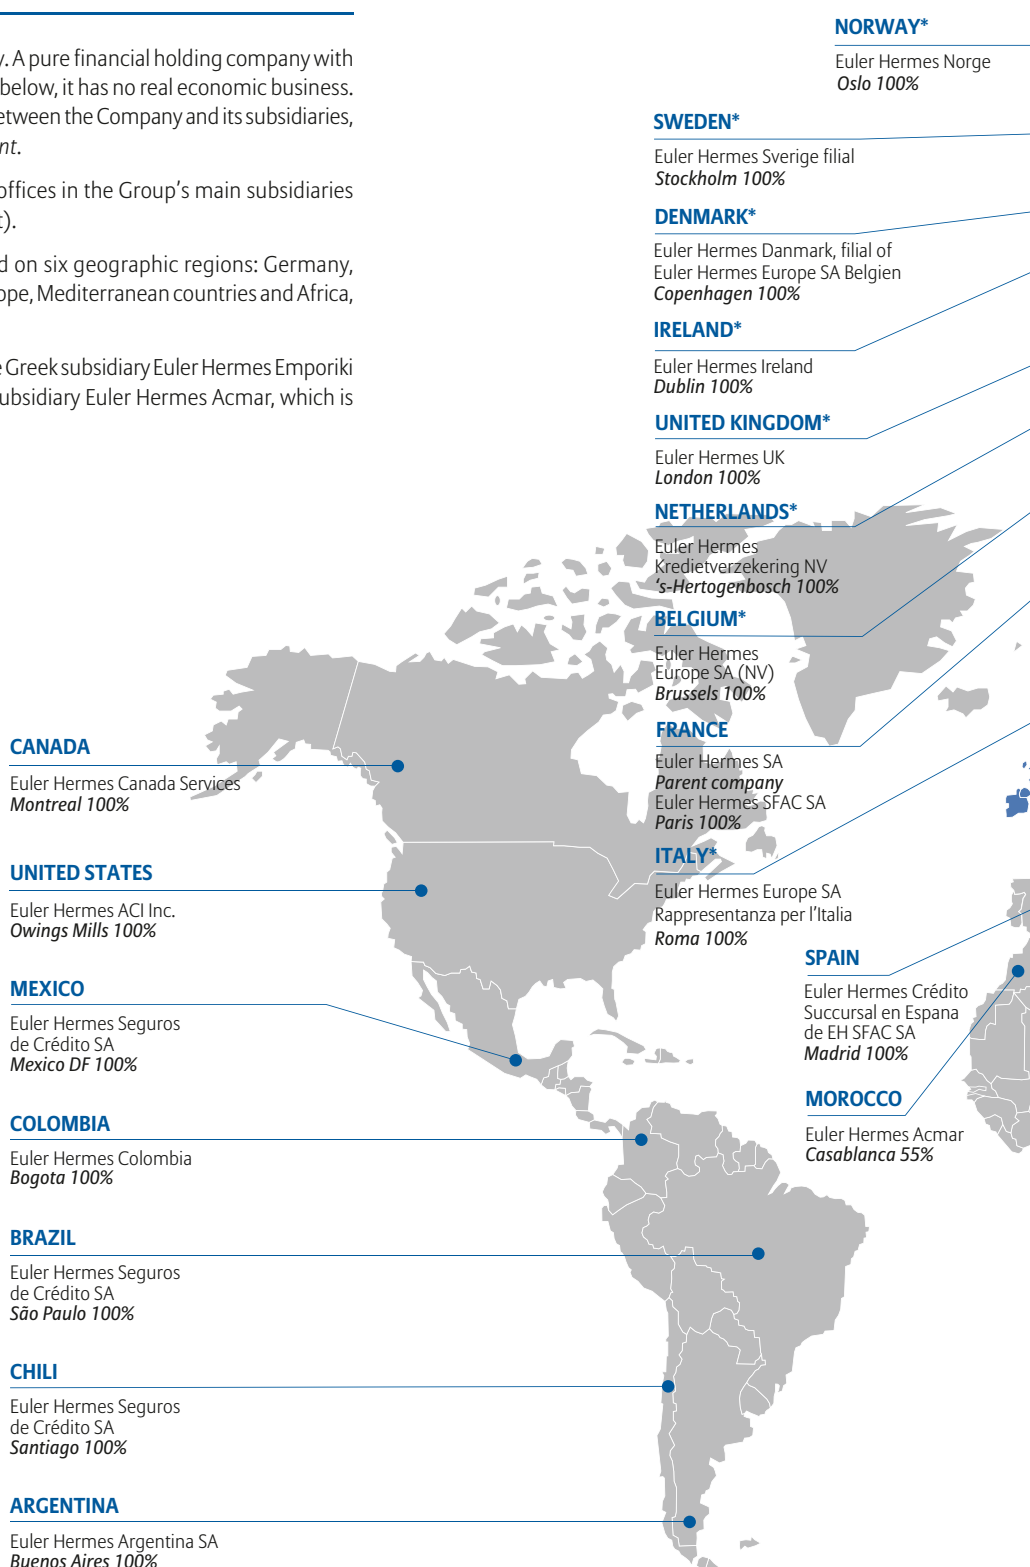 y. A pure financial holding company with
below, it has no real economic business.
etween the Company and its subsidiaries,
nt.
offices in the Group's main subsidiaries
t).
d on six geographic regions: Germany,
ope, Mediterranean countries and Africa,
e Greek subsidiary Euler Hermes Emporiki
ubsidiary Euler Hermes Acmar, which is
NORWAY*
Euler Hermes Norge
Oslo 100%
SWEDEN*
Euler Hermes Sverige filial
Stockholm 100%
DENMARK*
Euler Hermes Danmark, filial of
Euler Hermes Europe SA Belgien
Copenhagen 100%
IRELAND*
Euler Hermes Ireland
Dublin 100%
UNITED KINGDOM*
Euler Hermes UK
London 100%
NETHERLANDS*
Euler Hermes
Kredietverzekering NV
's-Hertogenbosch 100%
BELGIUM*
Euler Hermes
Europe SA (NV)
Brussels 100%
FRANCE
Euler Hermes SA
Parent company
Euler Hermes SFAC SA
Paris 100%
ITALY*
Euler Hermes Europe SA
Rappresentanza per l'Italia
Roma 100%
SPAIN
Euler Hermes Crédito
Succursal en Espana
de EH SFAC SA
Madrid 100%
MOROCCO
Euler Hermes Acmar
Casablanca 55%
CANADA
Euler Hermes Canada Services
Montreal 100%
UNITED STATES
Euler Hermes ACI Inc.
Owings Mills 100%
MEXICO
Euler Hermes Seguros
de Crédito SA
Mexico DF 100%
COLOMBIA
Euler Hermes Colombia
Bogota 100%
BRAZIL
Euler Hermes Seguros
de Crédito SA
São Paulo 100%
CHILI
Euler Hermes Seguros
de Crédito SA
Santiago 100%
ARGENTINA
Euler Hermes Argentina SA
Buenos Aires 100%